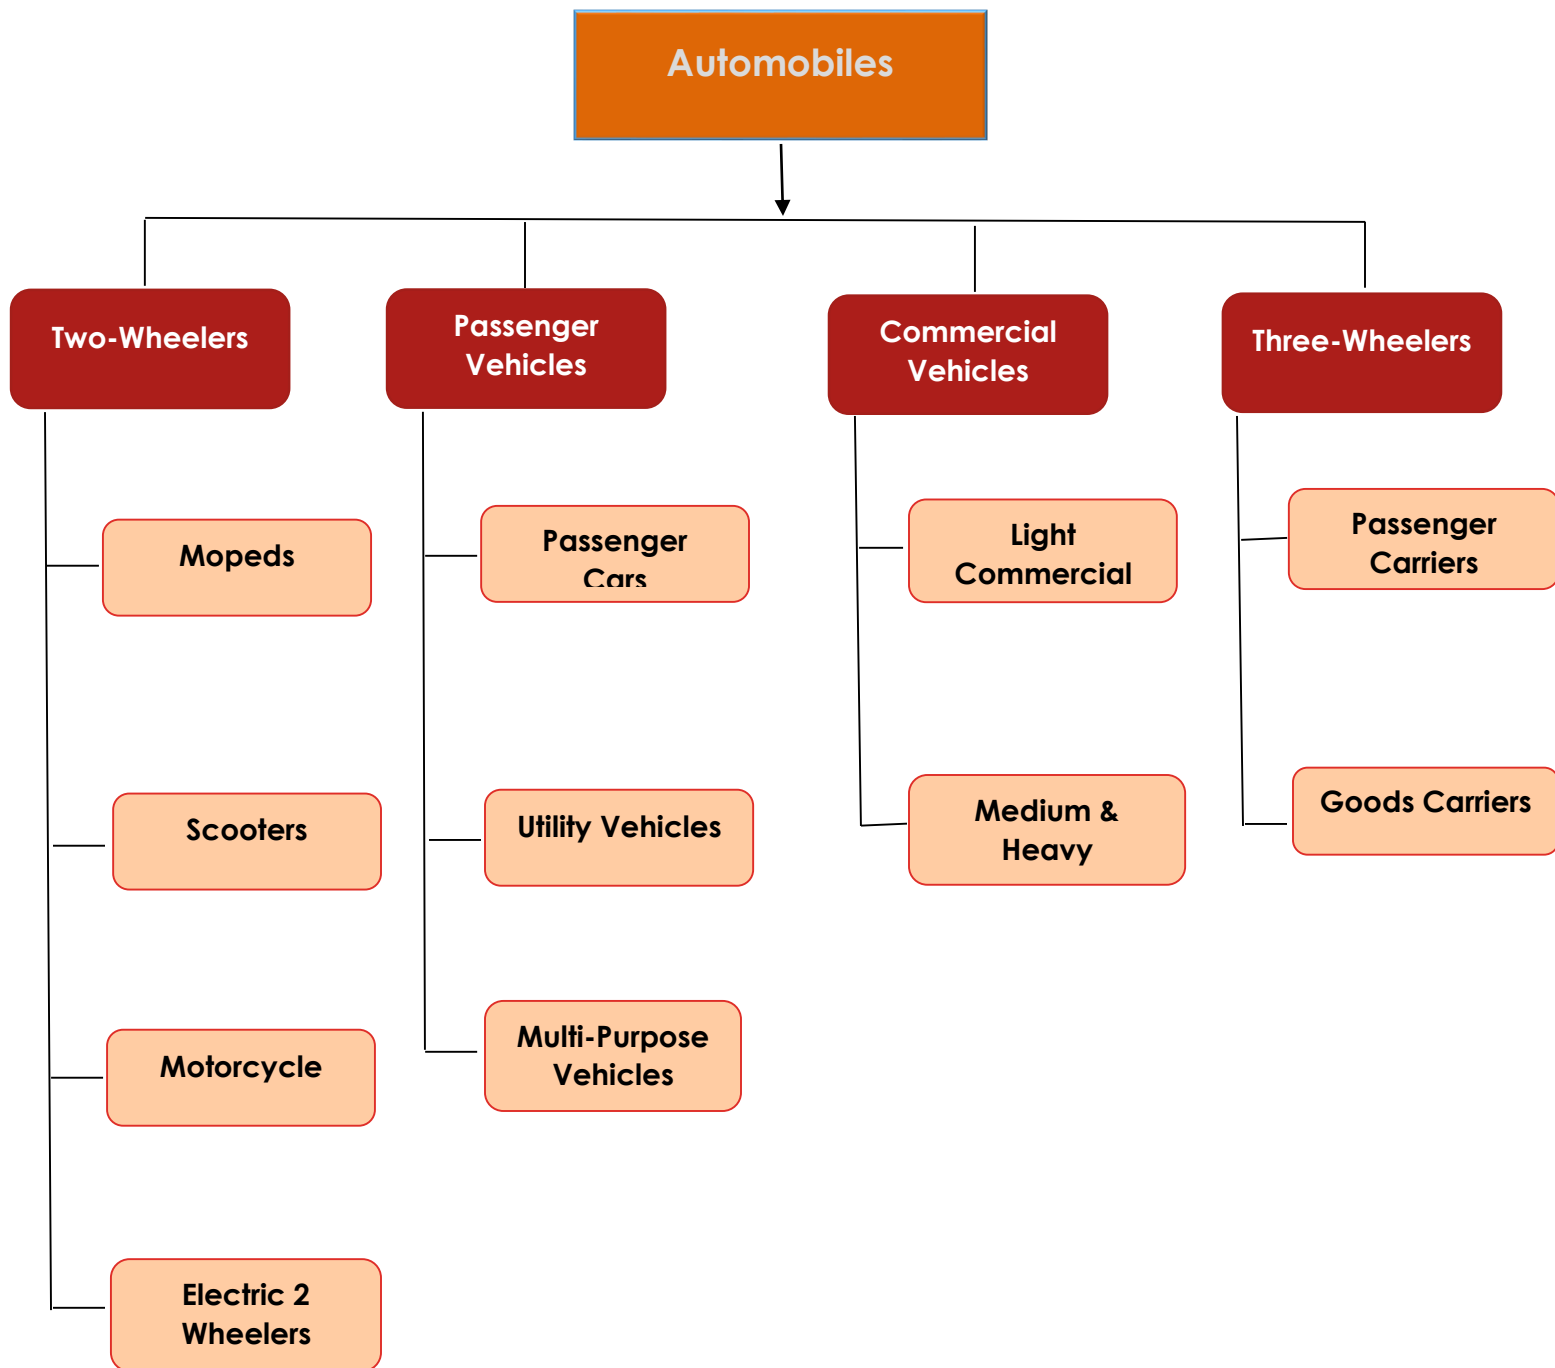 Automobiles
Two-Wheelers
Passenger
Vehicles
Commercial
Vehicles
Three-Wheelers
Mopeds
Scooters
Motorcycle
Electric 2
Wheelers
Passenger
Cars
Utility Vehicles
Multi-Purpose
Vehicles
Light
Commercial
Medium &
Heavy
Passenger
Carriers
Goods Carriers